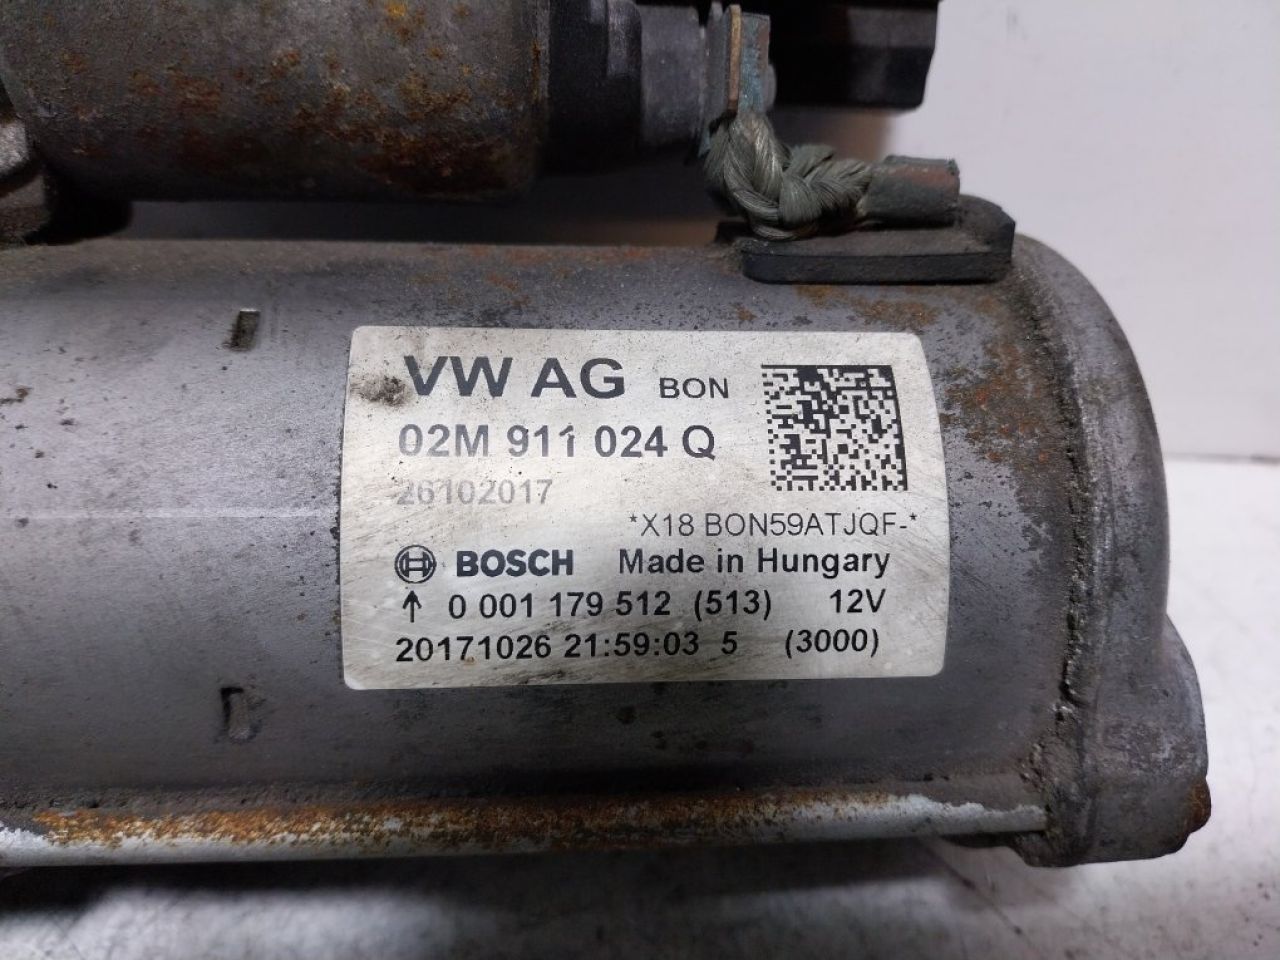 VW AG BON
02M 911 024 Q
26102017
*X18 BON59ATJQF-*
BOSCH Made in Hungary
↑ 0 001 179 512 (513) 12V
20171026 21:59:03 5 (3000)